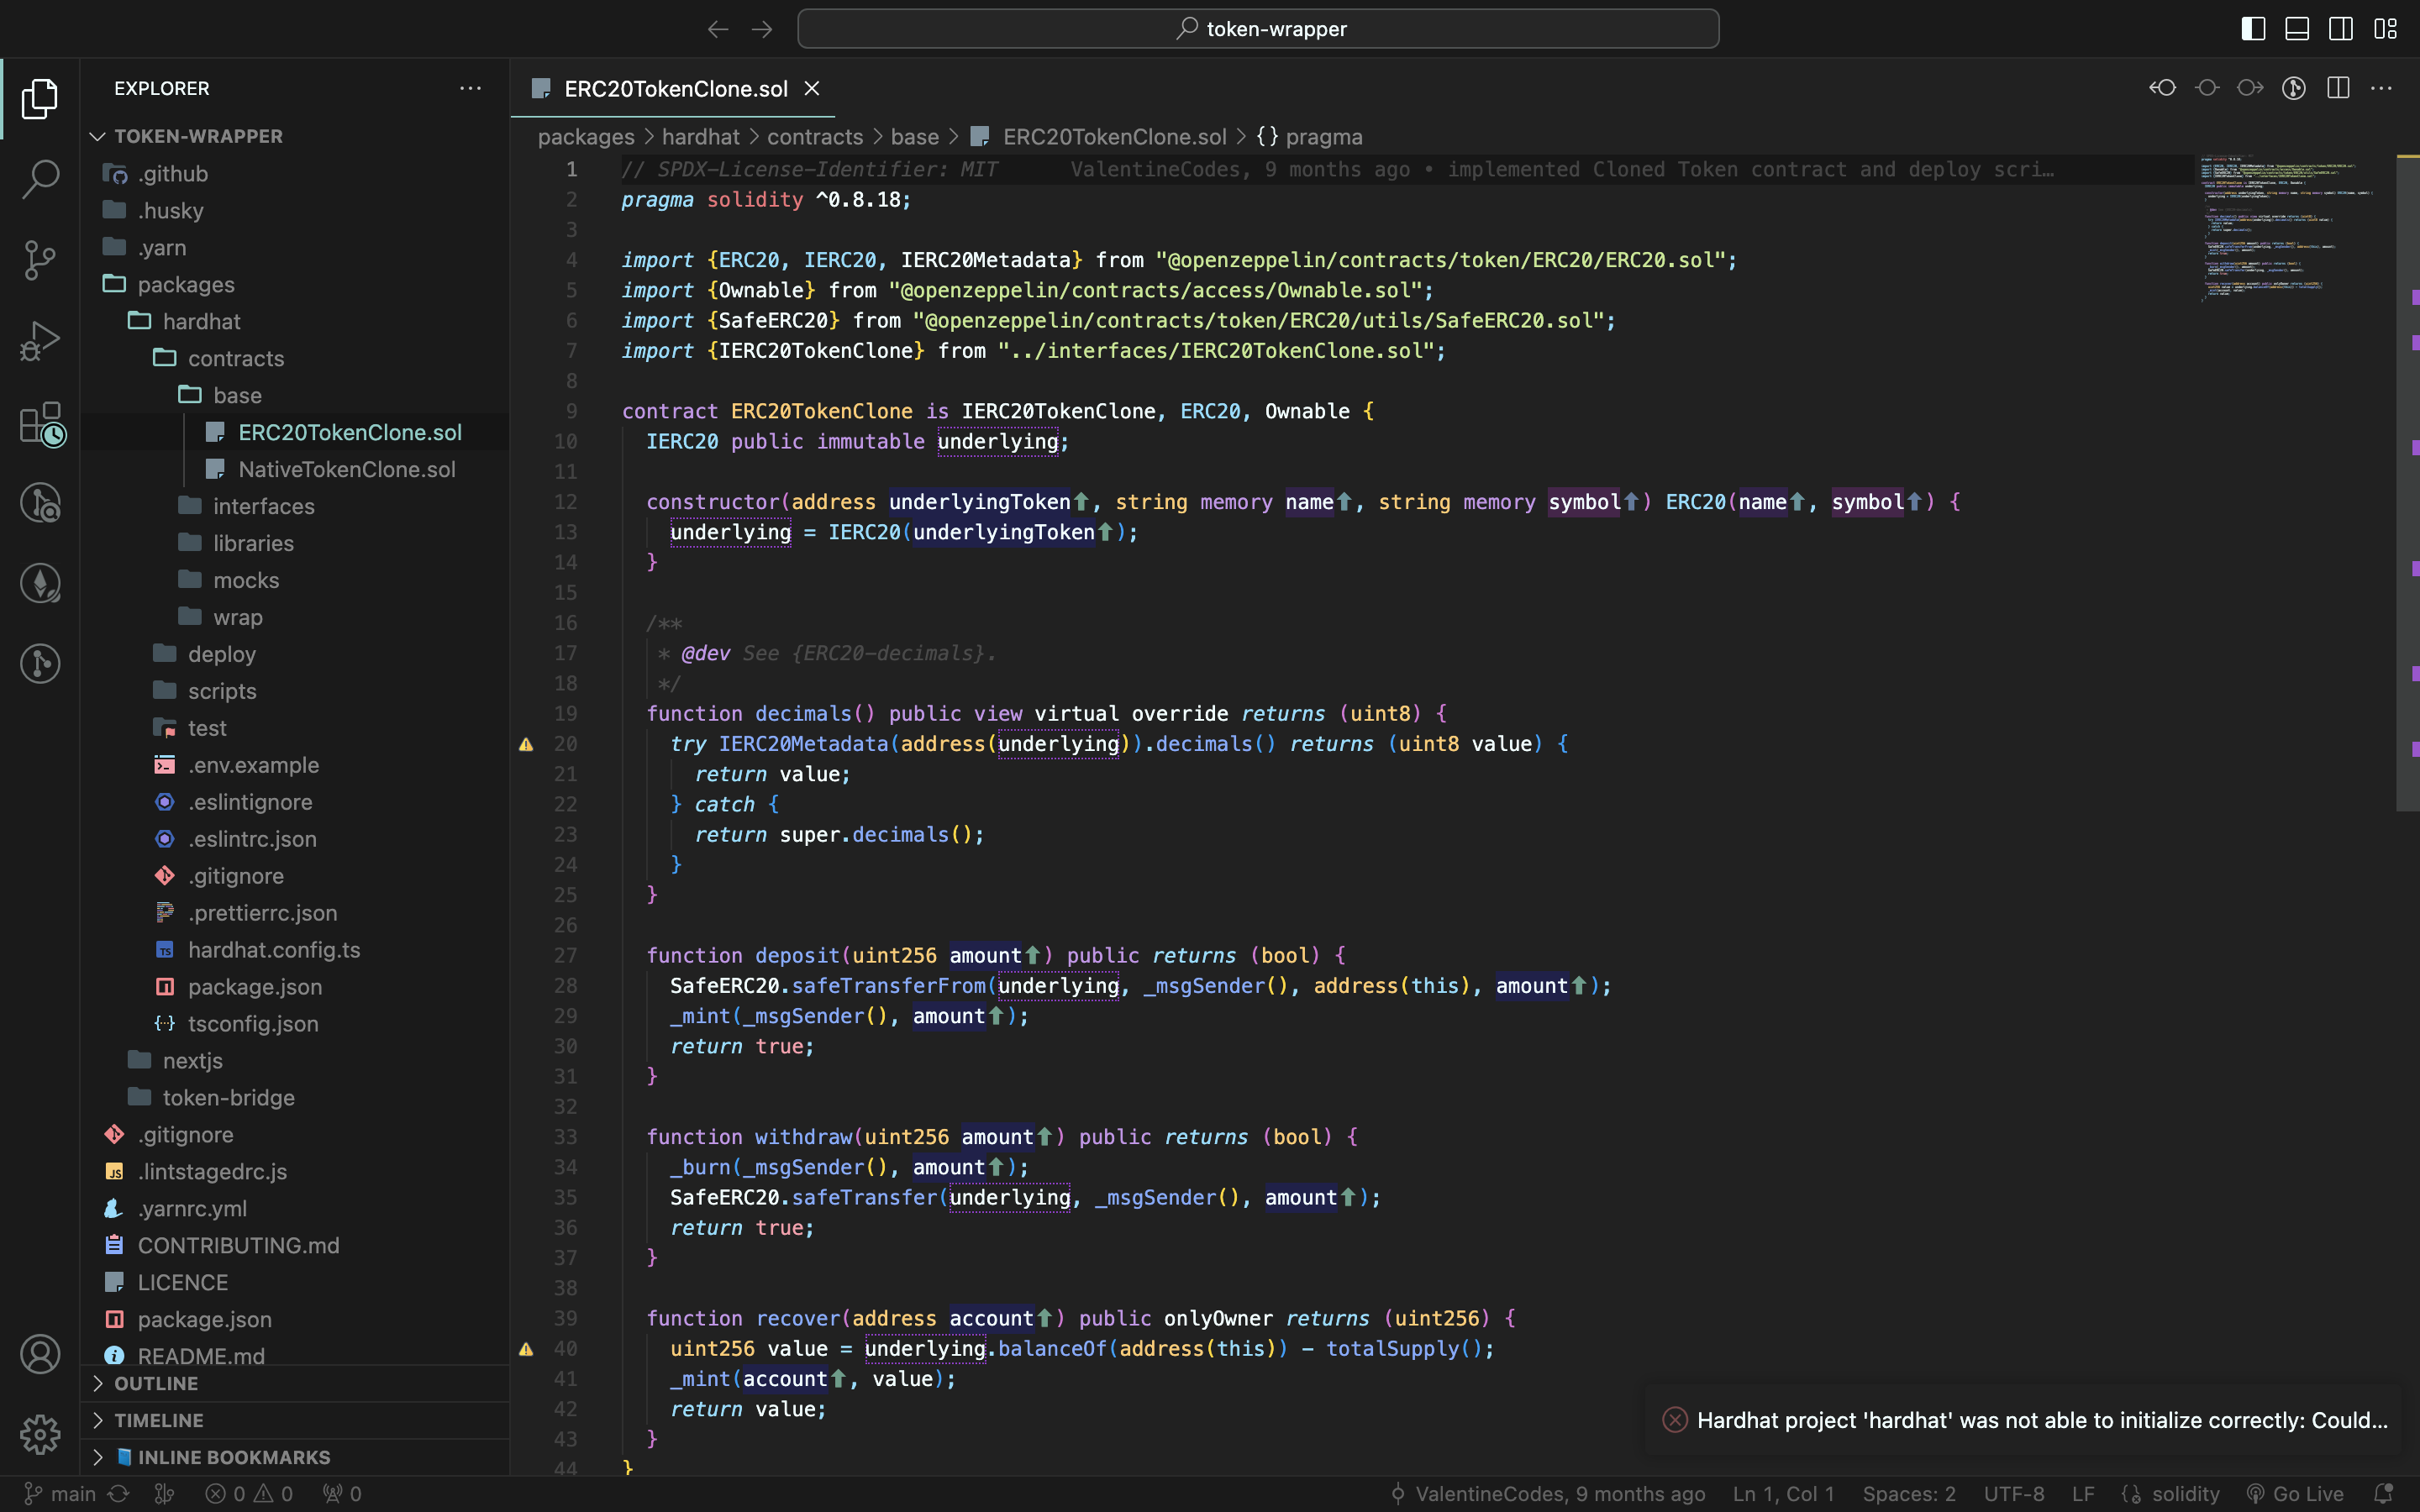 token-wrapper
EXPLORER
TOKEN-WRAPPER
.github
.husky
.yarn
packages
hardhat
contracts
base
ERC20TokenClone.sol
NativeTokenClone.sol
interfaces
libraries
mocks
wrap
deploy
scripts
test
.env.example
.eslintignore
.eslintrc.json
.gitignore
.prettierrc.json
hardhat.config.ts
package.json
tsconfig.json
nextjs
token-bridge
.gitignore
.lintstagedrc.js
.yarnrc.yml
CONTRIBUTING.md
LICENCE
package.json
README.md
OUTLINE
TIMELINE
INLINE BOOKMARKS
ERC20TokenClone.sol
packages > hardhat > contracts > base > ERC20TokenClone.sol > {} pragma
1 // SPDX-License-Identifier: MIT ValentineCodes, 9 months ago • implemented Cloned Token contract and deploy scri…
2 pragma solidity ^0.8.18;
3
4 import {ERC20, IERC20, IERC20Metadata} from "@openzeppelin/contracts/token/ERC20/ERC20.sol";
5 import {Ownable} from "@openzeppelin/contracts/access/Ownable.sol";
6 import {SafeERC20} from "@openzeppelin/contracts/token/ERC20/utils/SafeERC20.sol";
7 import {IERC20TokenClone} from "../interfaces/IERC20TokenClone.sol";
8
9 contract ERC20TokenClone is IERC20TokenClone, ERC20, Ownable {
10 IERC20 public immutable underlying;
11
12 constructor(address underlyingToken⬆, string memory name⬆, string memory symbol⬆) ERC20(name⬆, symbol⬆) {
13 underlying = IERC20(underlyingToken⬆);
14 }
15
16 /**
17 * @dev See {ERC20-decimals}.
18 */
19 function decimals() public view virtual override returns (uint8) {
20 try IERC20Metadata(address(underlying)).decimals() returns (uint8 value) {
21 return value;
22 } catch {
23 return super.decimals();
24 }
25 }
26
27 function deposit(uint256 amount⬆) public returns (bool) {
28 SafeERC20.safeTransferFrom(underlying, _msgSender(), address(this), amount⬆);
29 _mint(_msgSender(), amount⬆);
30 return true;
31 }
32
33 function withdraw(uint256 amount⬆) public returns (bool) {
34 _burn(_msgSender(), amount⬆);
35 SafeERC20.safeTransfer(underlying, _msgSender(), amount⬆);
36 return true;
37 }
38
39 function recover(address account⬆) public onlyOwner returns (uint256) {
40 uint256 value = underlying.balanceOf(address(this)) - totalSupply();
41 _mint(account⬆, value);
42 return value;
43 }
44 }
Hardhat project 'hardhat' was not able to initialize correctly: Could...
main 0 0 0 ValentineCodes, 9 months ago Ln 1, Col 1 Spaces: 2 UTF-8 LF solidity Go Live